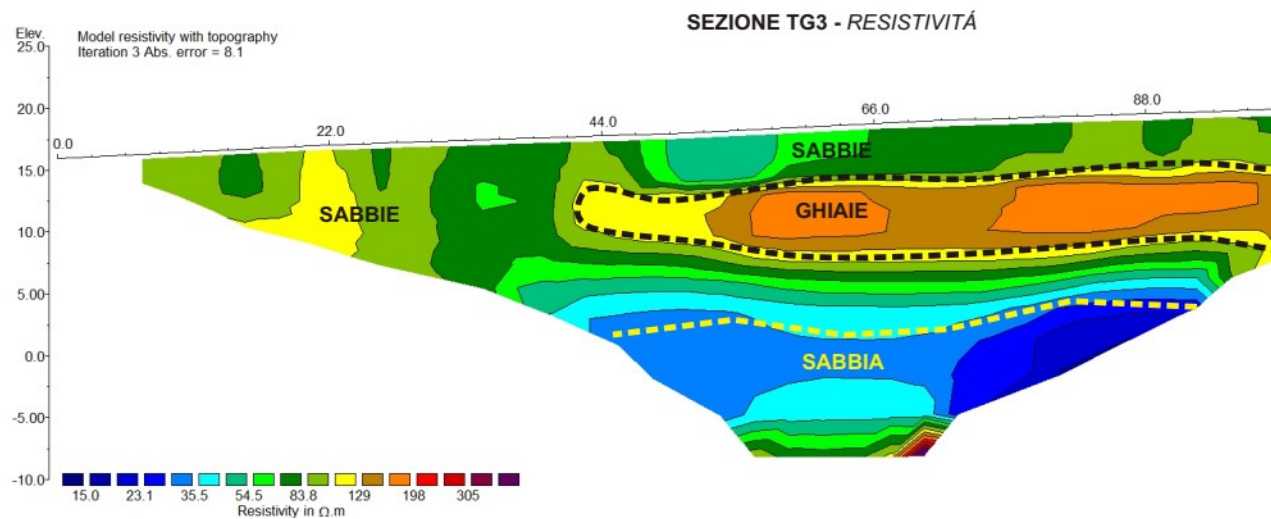 SEZIONE TG3 - RESISTIVITÁ
Elev.
Model resistivity with topography
Iteration 3 Abs. error = 8.1
25.0
20.0
88.0
66.0
44.0
22.0
0.0
15.0
SABBIE
SABBIE
GHIAIE
10.0
5.00
0.0
SABBIA
-5.00
-10.0
15.0 23.1 35.5 54.5 83.8 129 198 305
Resistivity in Ω.m